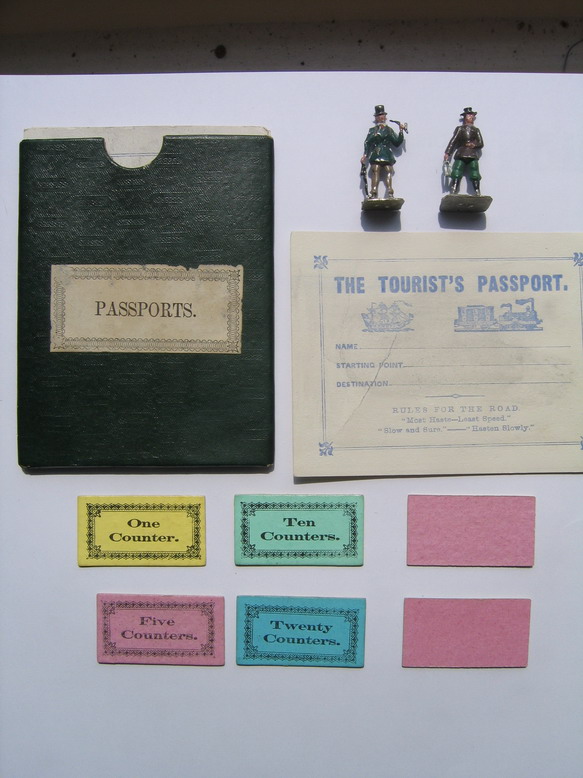 PASSPORTS.
THE TOURIST'S PASSPORT.
NAME
STARTING POINT
DESTINATION
RULES FOR THE ROAD
"Most Haste—Least Speed."
"Slow and Sure."——"Hasten Slowly."
One
Counter.
Ten
Counters.
Five
Counters.
Twenty
Counters.